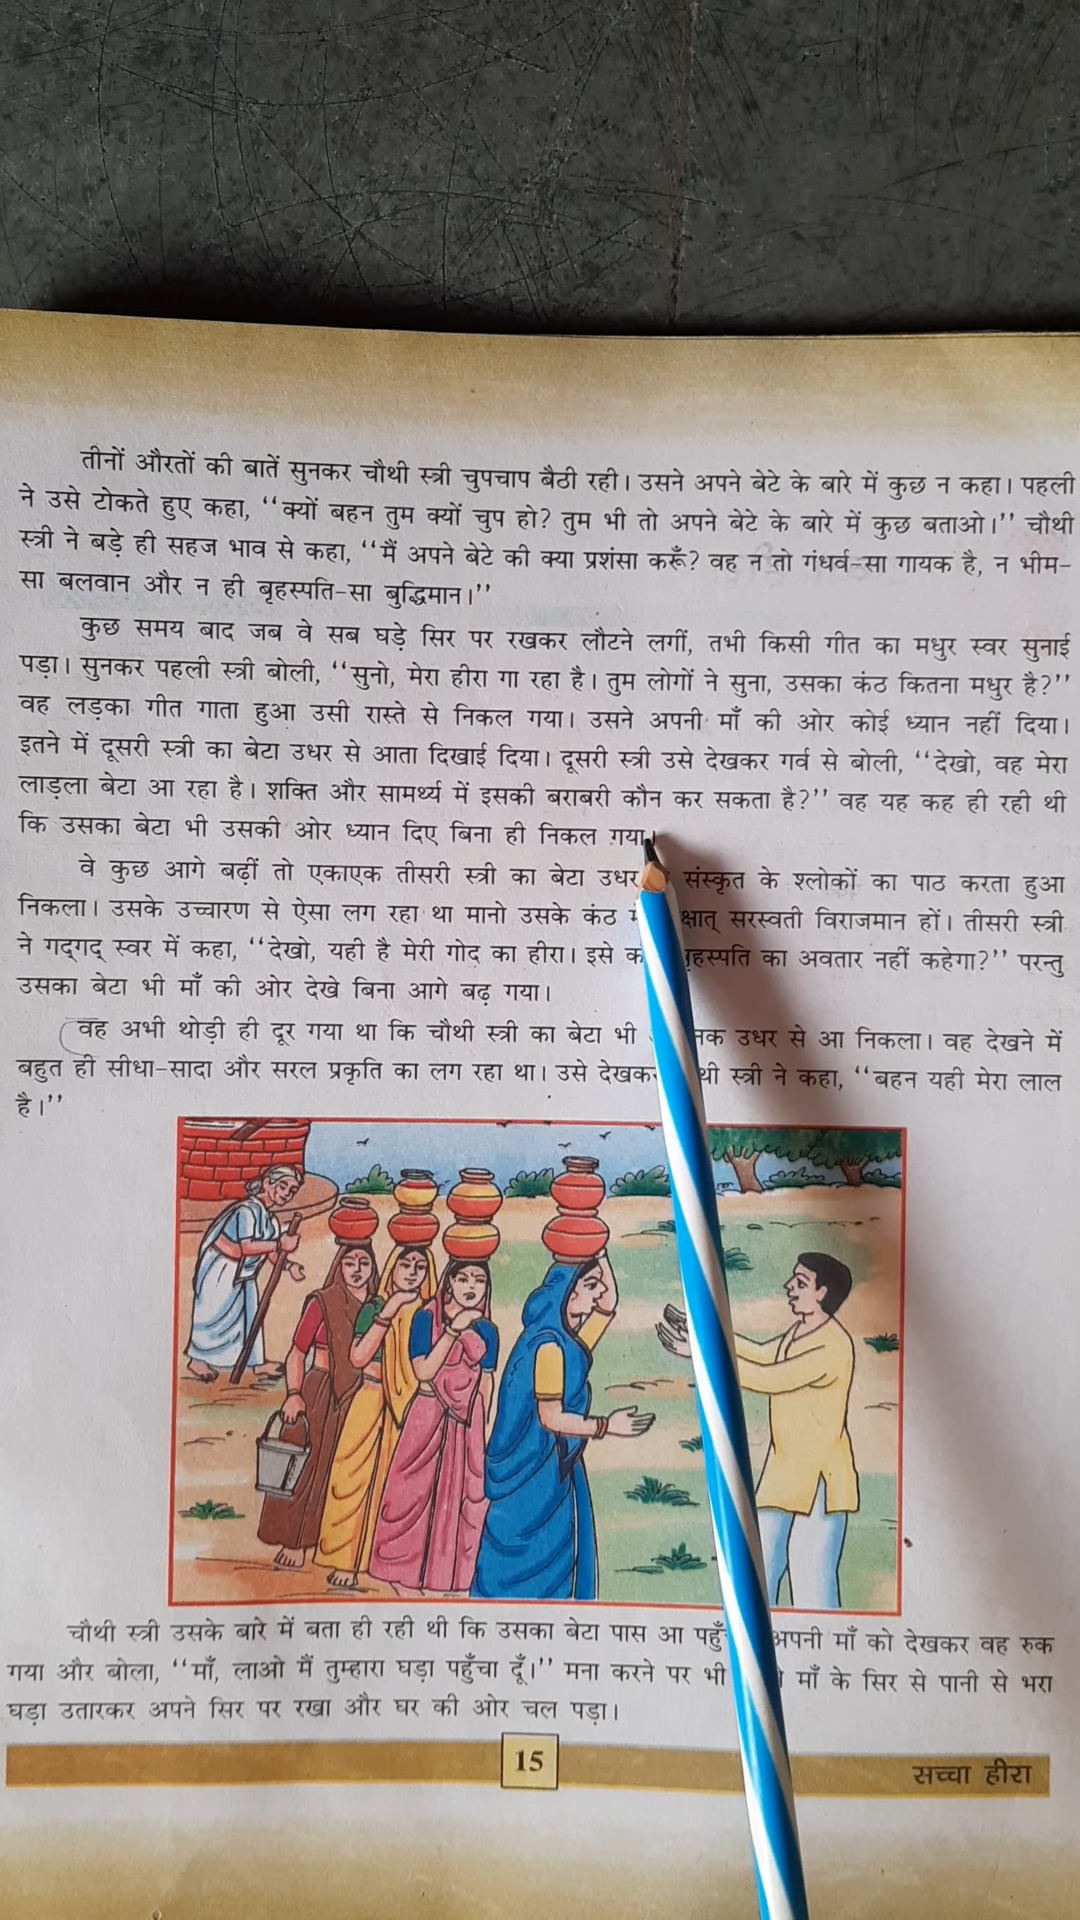 तीनों औरतों की बातें सुनकर चौथी स्त्री चुपचाप बैठी रही। उसने अपने बेटे के बारे में कुछ न कहा। पहली
ने उसे टोकते हुए कहा, ‘‘क्यों बहन तुम क्यों चुप हो? तुम भी तो अपने बेटे के बारे में कुछ बताओ।’’ चौथी
स्त्री ने बड़े ही सहज भाव से कहा, ‘‘मैं अपने बेटे की क्या प्रशंसा करूँ? वह न तो गंधर्व-सा गायक है, न भीम-
सा बलवान और न ही बृहस्पति-सा बुद्धिमान।’’
कुछ समय बाद जब वे सब घड़े सिर पर रखकर लौटने लगीं, तभी किसी गीत का मधुर स्वर सुनाई
पड़ा। सुनकर पहली स्त्री बोली, ‘‘सुनो, मेरा हीरा गा रहा है। तुम लोगों ने सुना, उसका कंठ कितना मधुर है?’’
वह लड़का गीत गाता हुआ उसी रास्ते से निकल गया। उसने अपनी माँ की ओर कोई ध्यान नहीं दिया।
इतने में दूसरी स्त्री का बेटा उधर से आता दिखाई दिया। दूसरी स्त्री उसे देखकर गर्व से बोली, ‘‘देखो, वह मेरा
लाड़ला बेटा आ रहा है। शक्ति और सामर्थ्य में इसकी बराबरी कौन कर सकता है?’’ वह यह कह ही रही थी
कि उसका बेटा भी उसकी ओर ध्यान दिए बिना ही निकल गया।
वे कुछ आगे बढ़ीं तो एकाएक तीसरी स्त्री का बेटा उधर संस्कृत के श्लोकों का पाठ करता हुआ
निकला। उसके उच्चारण से ऐसा लग रहा था मानो उसके कंठ सरस्वती विराजमान हों। तीसरी स्त्री
ने गद्‌गद् स्वर में कहा, ‘‘देखो, यही है मेरी गोद का हीरा। इसे का अवतार नहीं कहेगा?’’ परन्तु
उसका बेटा भी माँ की ओर देखे बिना आगे बढ़ गया।
वह अभी थोड़ी ही दूर गया था कि चौथी स्त्री का बेटा भी उधर से आ निकला। वह देखने में
बहुत ही सीधा-सादा और सरल प्रकृति का लग रहा था। उसे देखकर स्त्री ने कहा, ‘‘बहन यही मेरा लाल
है।’’
चौथी स्त्री उसके बारे में बता ही रही थी कि उसका बेटा पास आ अपनी माँ को देखकर वह रुक
गया और बोला, ‘‘माँ, लाओ मैं तुम्हारा घड़ा पहुँचा दूँ।’’ मना करने पर भी माँ के सिर से पानी से भरा
घड़ा उतारकर अपने सिर पर रखा और घर की ओर चल पड़ा।
15
सच्चा हीरा